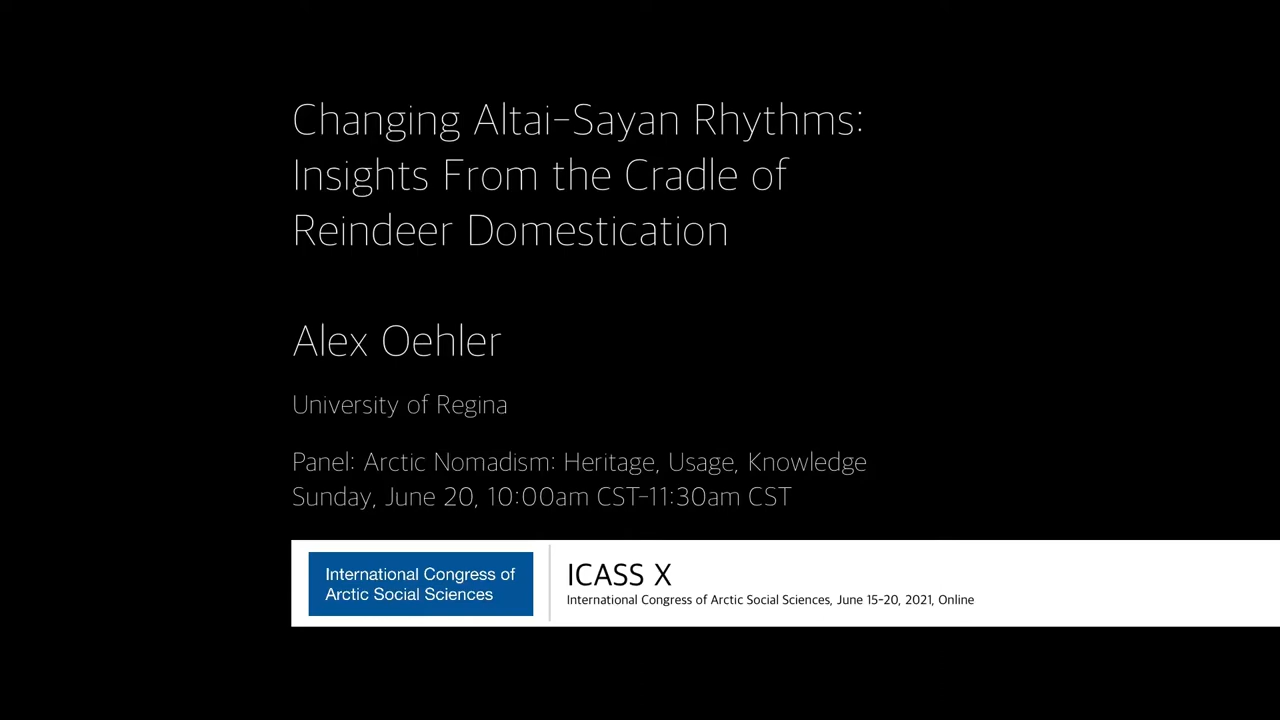 Changing Altai-Sayan Rhythms:
Insights From the Cradle of
Reindeer Domestication
Alex Oehler
University of Regina
Panel: Arctic Nomadism: Heritage, Usage, Knowledge
Sunday, June 20, 10:00am CST-11:30am CST
International Congress of
Arctic Social Sciences
ICASS X
International Congress of Arctic Social Sciences, June 15-20, 2021, Online